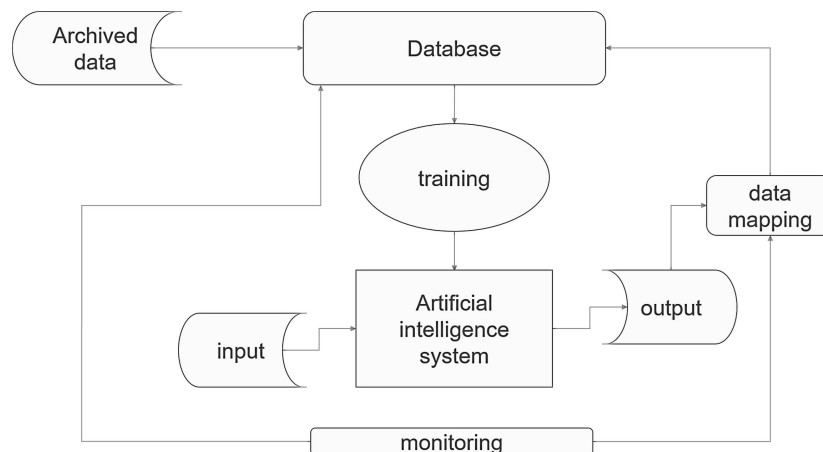 Archived
data
Database
training
data
mapping
Artificial
intelligence
system
output
input
monitoring